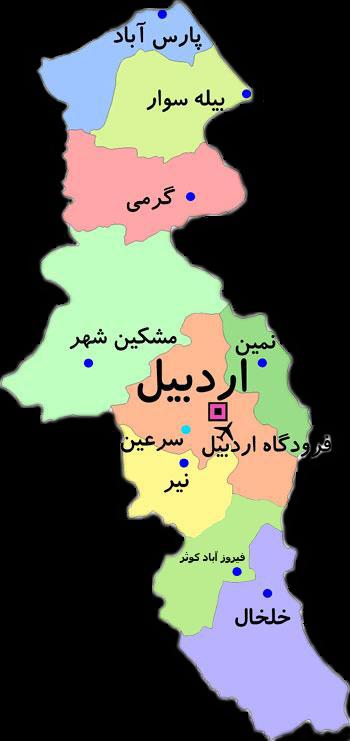 پارس آباد
بیله سوار
گرمی
مشکین شهر
نمین
اردبیل
سرعین
فرودگاه اردبیل
نیر
فیروز آباد کوثر
خلخال